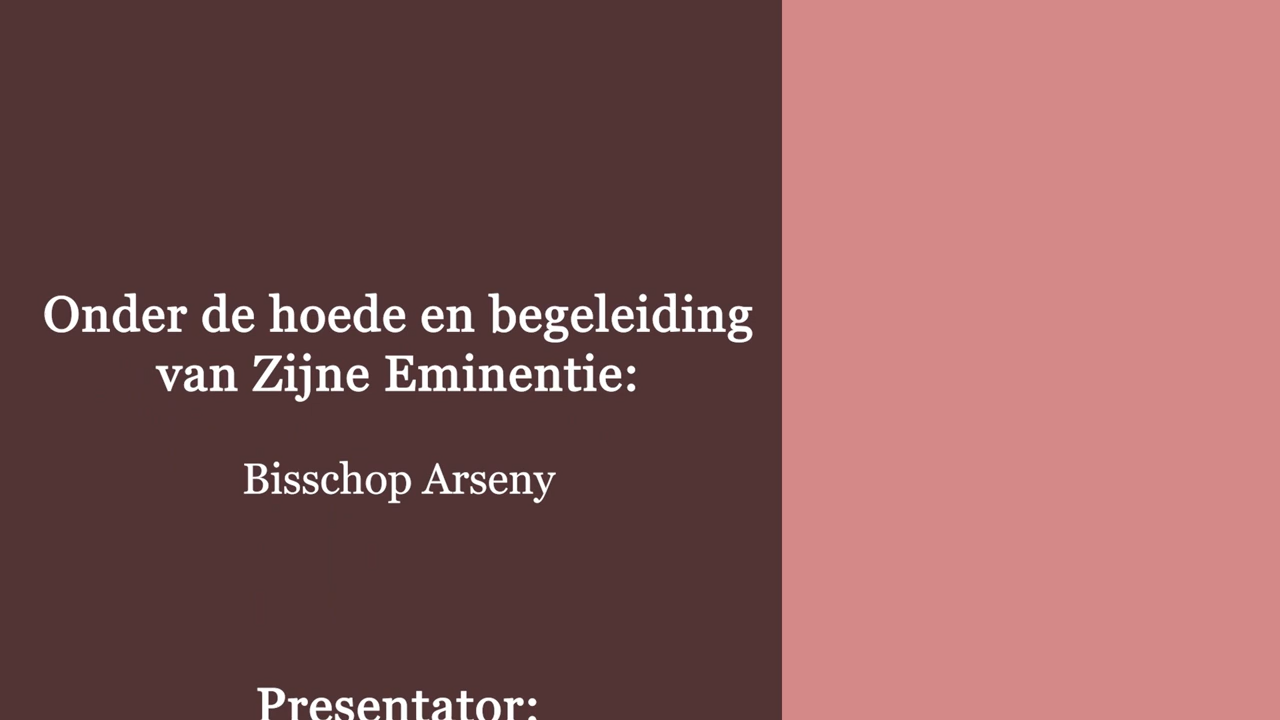 Onder de hoede en begeleiding
van Zijne Eminentie:
Bisschop Arseny
Presentator: